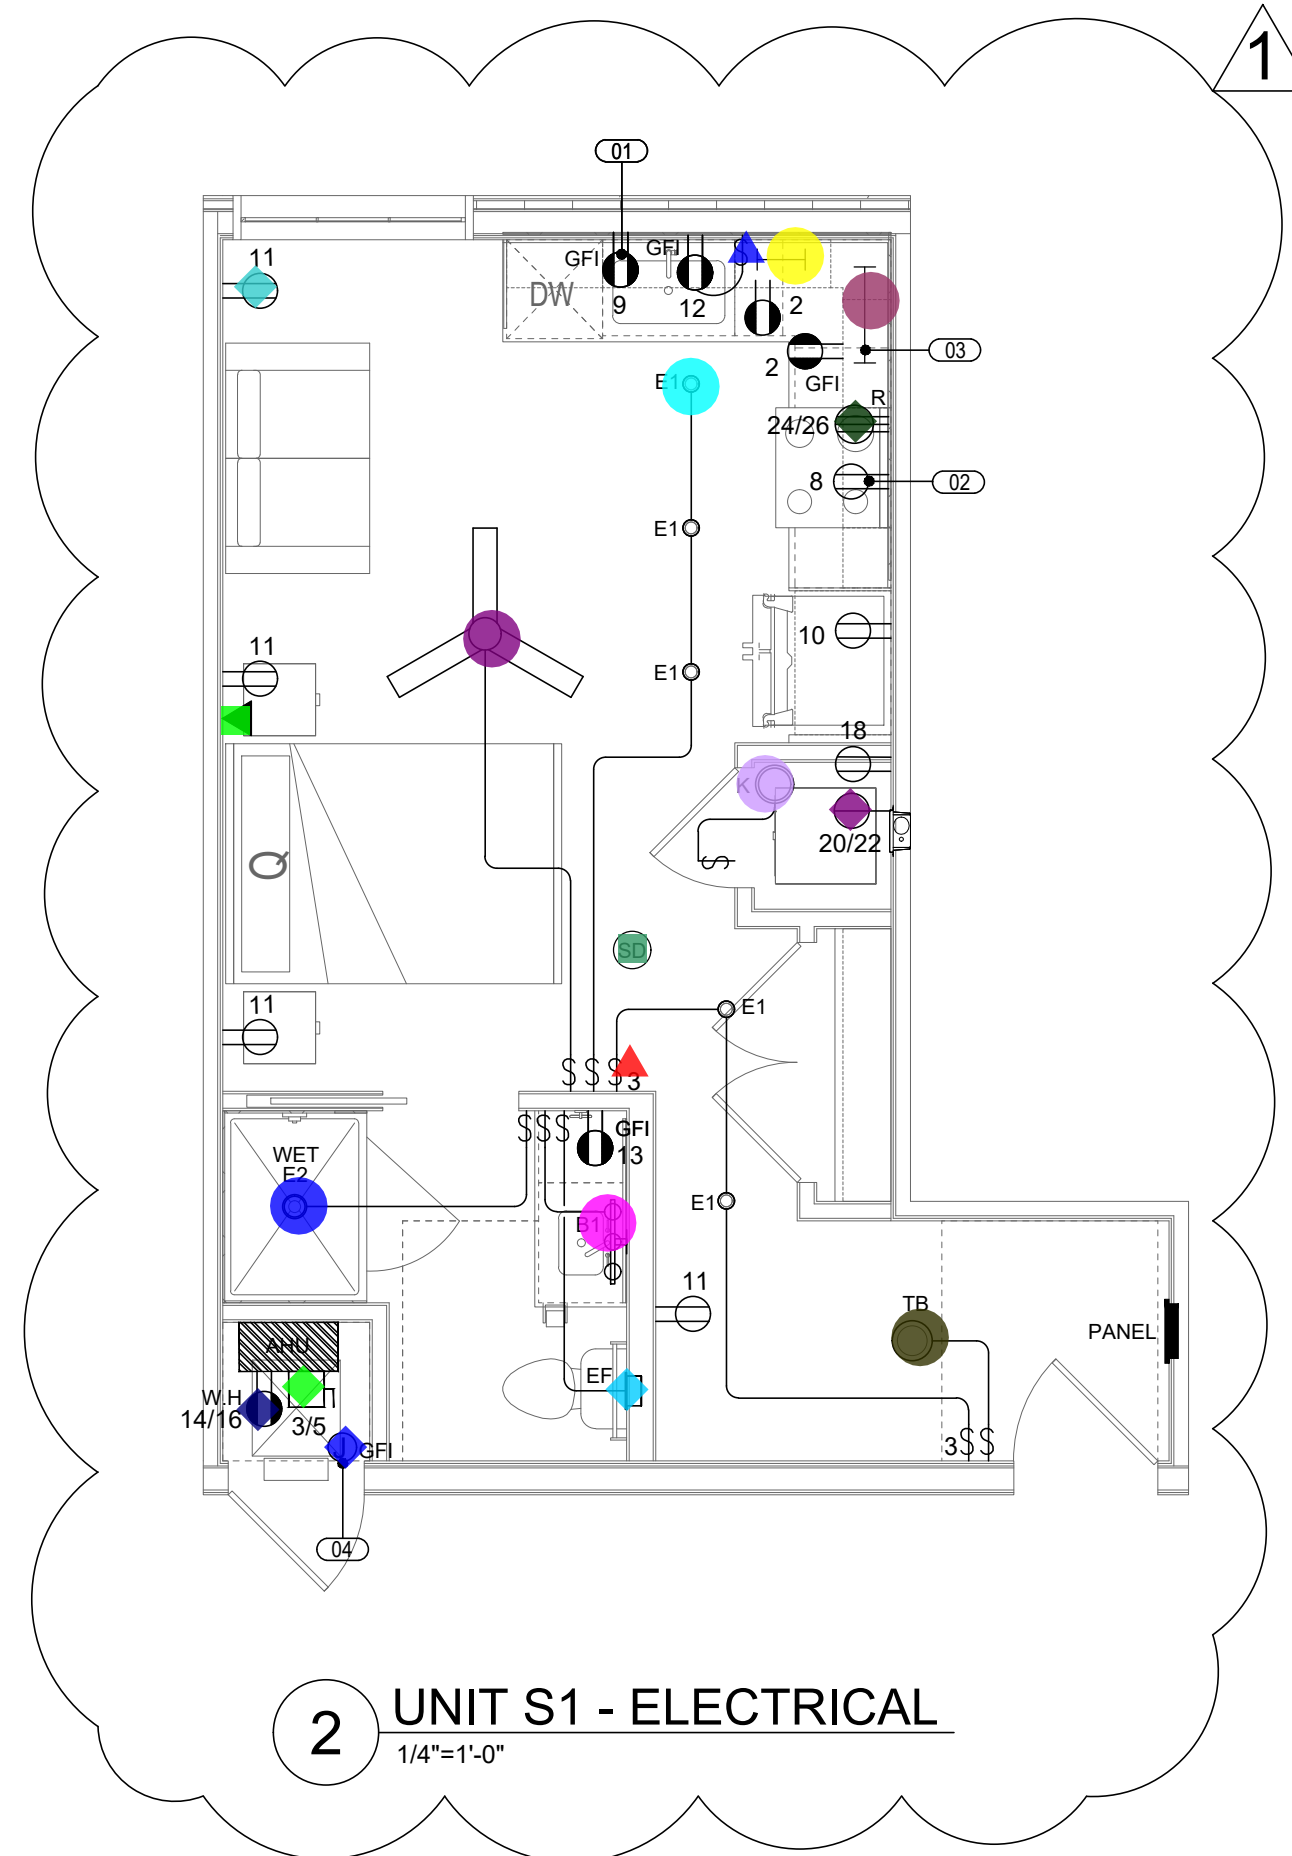 1
01
11
GFI
GFI
S
DW
9
12
2
2
GFI
03
E1
R
24/26
8
02
E1
11
E1
10
18
K
20/22
S
Q
SD
11
E1
S S S
3
S S S
GFI
13
WET
E2
E1
B1
11
TB
PANEL
AHU
EF
W.H
14/16
3/5
J
GFI
3 S S
04
2
UNIT S1 - ELECTRICAL
1/4"=1'-0"